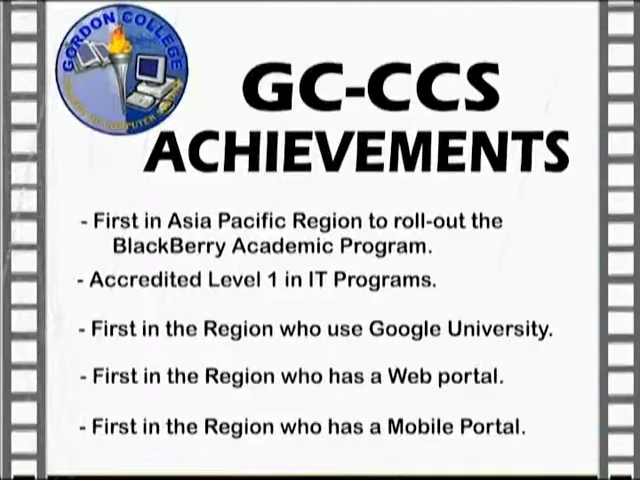 GORDON COLLEGE
GC-CCS
ACHIEVEMENTS
- First in Asia Pacific Region to roll-out the
BlackBerry Academic Program.
- Accredited Level 1 in IT Programs.
- First in the Region who use Google University.
- First in the Region who has a Web portal.
- First in the Region who has a Mobile Portal.